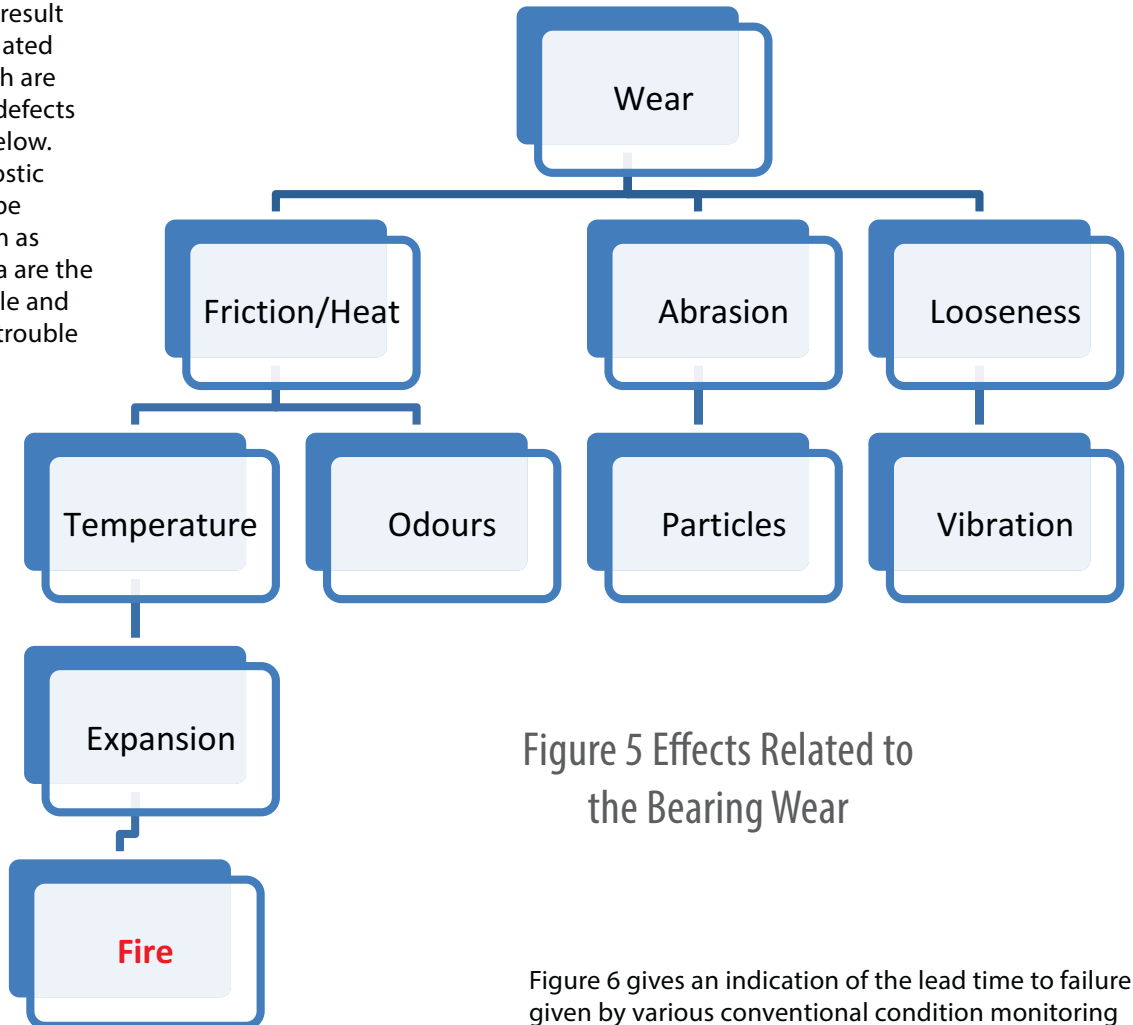 result
ated
h are
defects
elow.
ostic
be
n as
a are the
le and
trouble
Wear
Friction/Heat
Abrasion
Looseness
Temperature
Odours
Particles
Vibration
Expansion
Fire
Figure 5 Effects Related to
the Bearing Wear
Figure 6 gives an indication of the lead time to failure
given by various conventional condition monitoring